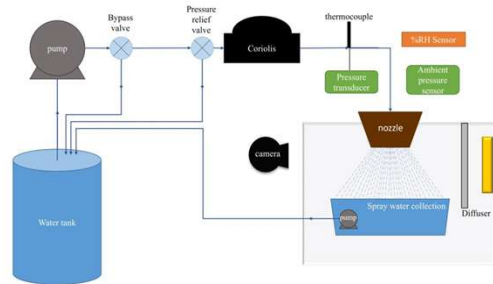 Bypass
valve
Pressure
relief
valve
thermocouple
pump
Coriolis
%RH Sensor
Pressure
transducer
Ambient
pressure
sensor
nozzle
camera
Water tank
Spray water collection
pump
Diffuser